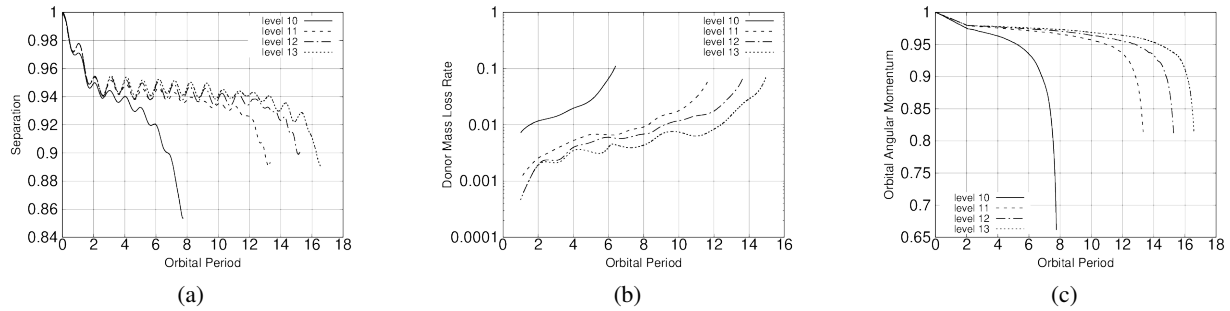 1
0.98
0.96
0.94
0.92
0.9
0.88
0.86
0.84
0 2 4 6 8 10 12 14 16 18
Separation
Orbital Period
level 10
level 11
level 12
level 13
(a)
1
0.1
0.01
0.001
0.0001
0 2 4 6 8 10 12 14 16
Donor Mass Loss Rate
Orbital Period
level 10
level 11
level 12
level 13
(b)
1
0.95
0.9
0.85
0.8
0.75
0.7
0.65
0 2 4 6 8 10 12 14 16 18
Orbital Angular Momentum
Orbital Period
level 10
level 11
level 12
level 13
(c)